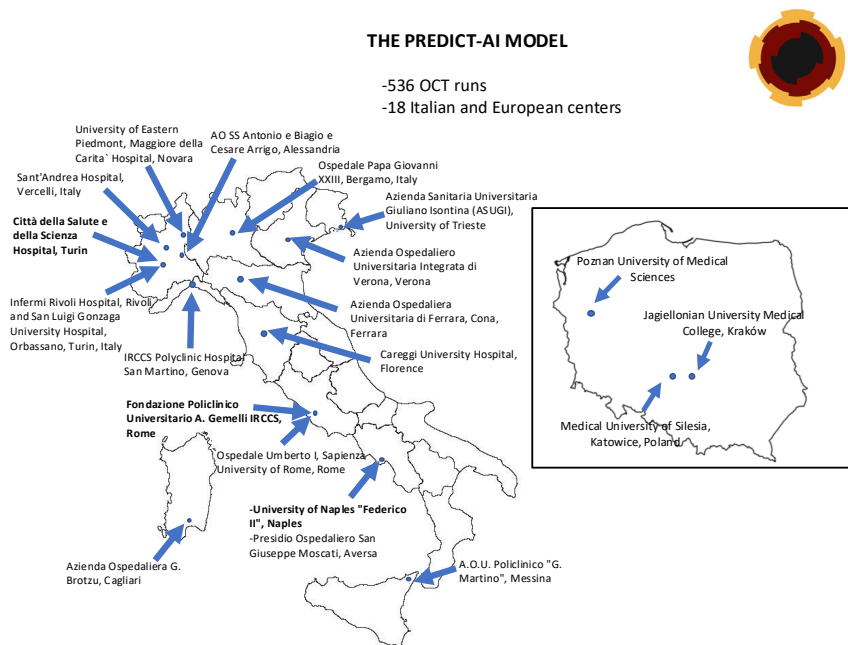 THE PREDICT-AI MODEL
-536 OCT runs
-18 Italian and European centers
University of Eastern
Piedmont, Maggiore della
Carita` Hospital, Novara
AO SS Antonio e Biagio e
Cesare Arrigo, Alessandria
Ospedale Papa Giovanni
XXIII, Bergamo, Italy
Sant'Andrea Hospital,
Vercelli, Italy
Azienda Sanitaria Universitaria
Giuliano Isontina (ASUGI),
University of Trieste
Città della Salute e
della Scienza
Hospital, Turin
Azienda Ospedaliero
Universitaria Integrata di
Verona, Verona
Infermi Rivoli Hospital, Rivoli
and San Luigi Gonzaga
University Hospital,
Orbassano, Turin, Italy
Azienda Ospedaliera
Universitaria di Ferrara, Cona,
Ferrara
IRCCS Polyclinic Hospital
San Martino, Genova
Careggi University Hospital,
Florence
Fondazione Policlinico
Universitario A. Gemelli IRCCS,
Rome
Ospedale Umberto I, Sapienza
University of Rome, Rome
-University of Naples "Federico
II", Naples
-Presidio Ospedaliero San
Giuseppe Moscati, Aversa
Azienda Ospedaliera G.
Brotzu, Cagliari
A.O.U. Policlinico "G.
Martino", Messina
Poznan University of Medical
Sciences
Jagiellonian University Medical
College, Kraków
Medical University of Silesia,
Katowice, Poland